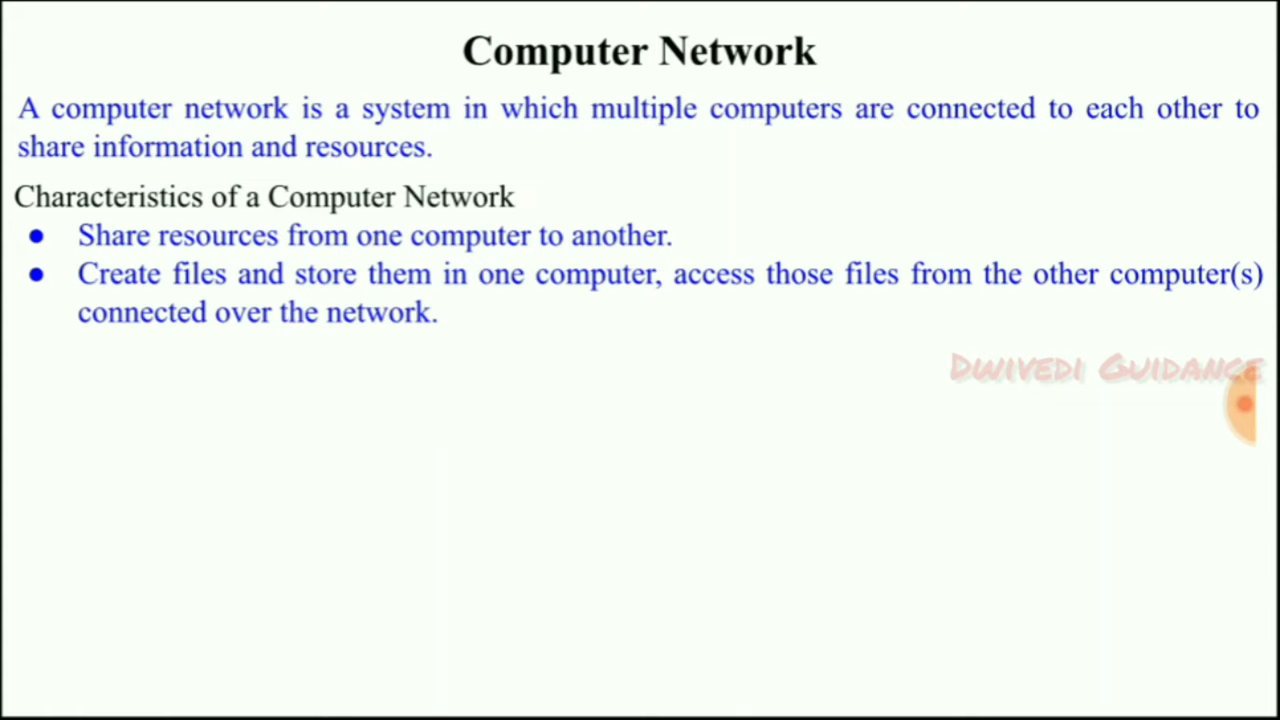 Computer Network
A computer network is a system in which multiple computers are connected to each other to
share information and resources.
Characteristics of a Computer Network
● Share resources from one computer to another.
● Create files and store them in one computer, access those files from the other computer(s)
connected over the network.
Dwivedi Guidance